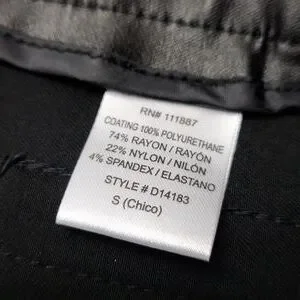 RN# 111887
COATING 100% POLYURETHANE
74% RAYON / RAYÓN
22% NYLON / NILÓN
4% SPANDEX / ELASTANO
STYLE # D14183
S (Chico)